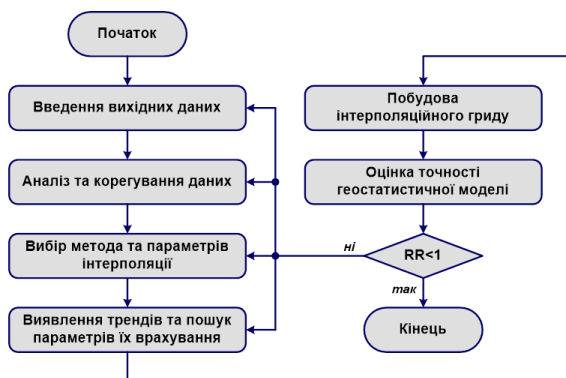 Початок
Введення вихідних даних
Аналіз та корегування даних
Вибір метода та параметрів
інтерполяції
Виявлення трендів та пошук
параметрів їх врахування
Побудова
інтерполяційного гриду
Оцінка точності
геостатистичної моделі
RR<1
ні
так
Кінець